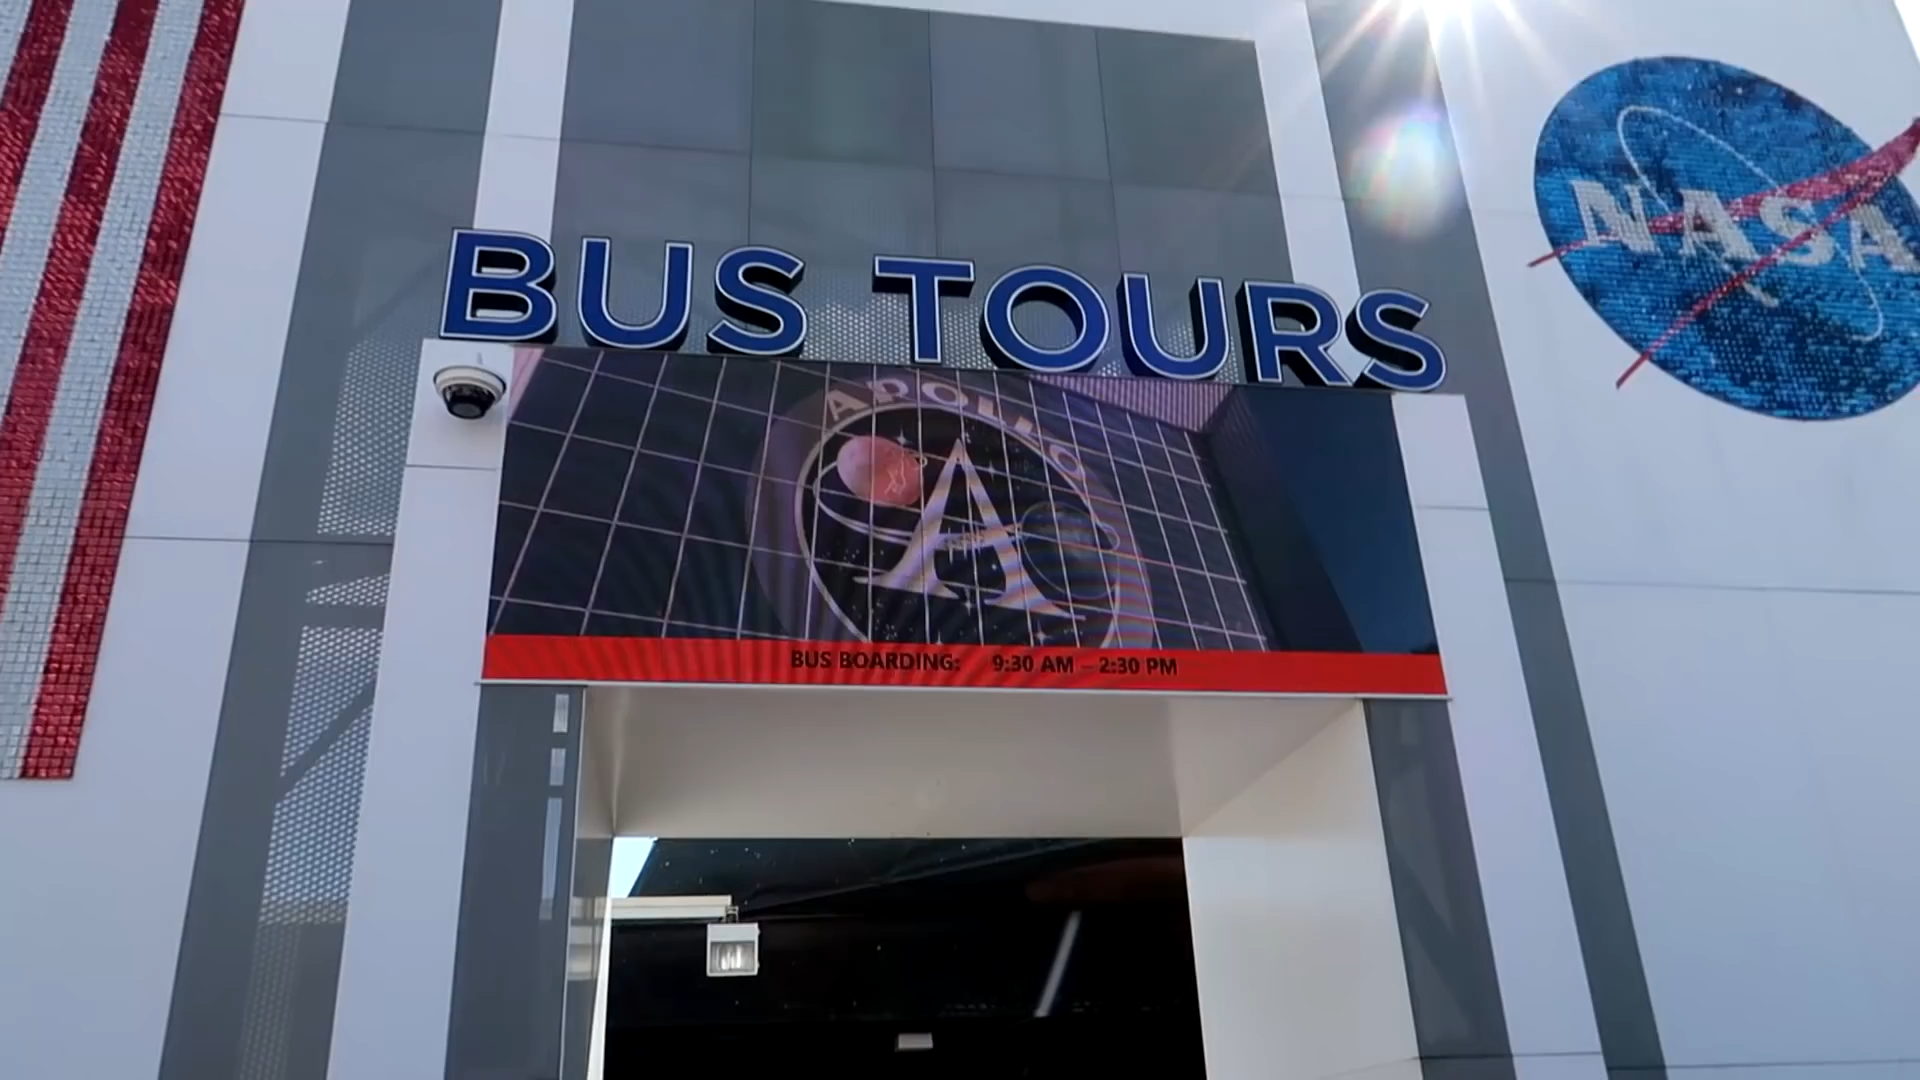 BUS TOURS
NASA
APOLLO
A
BUS BOARDING: 9:30 AM - 2:30 PM